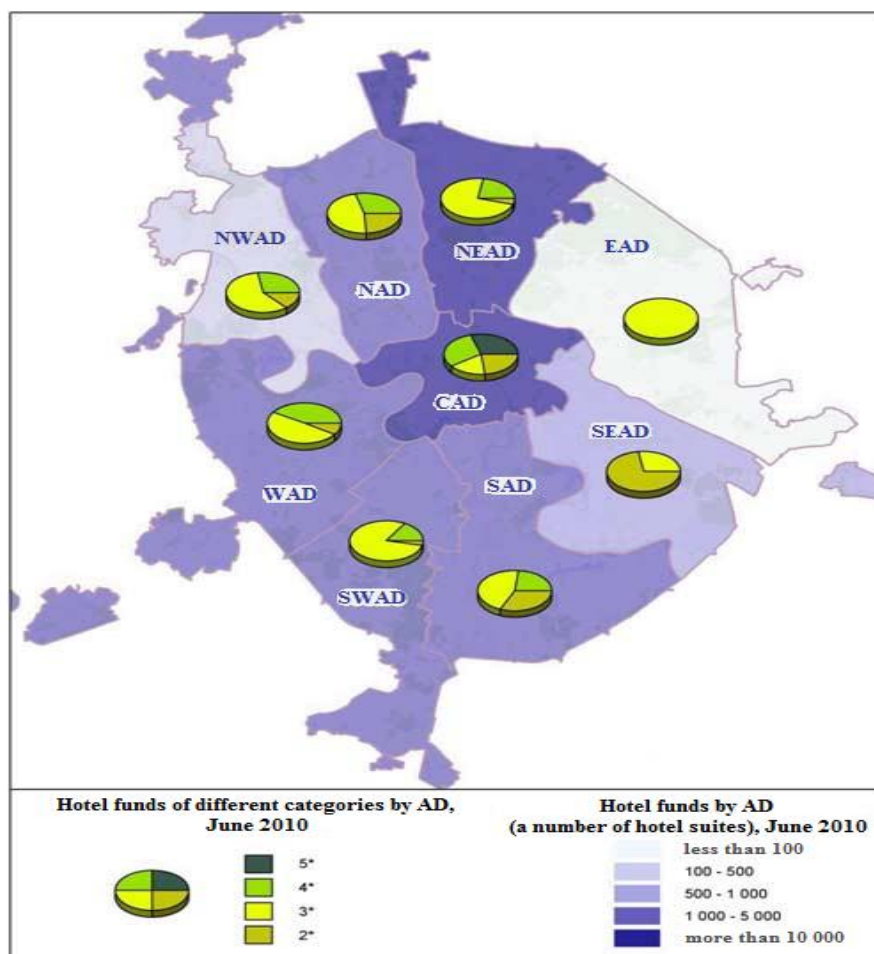 NWAD
NAD
NEAD
EAD
CAD
SEAD
WAD
SAD
SWAD
Hotel funds of different categories by AD,
June 2010
5*
4*
3*
2*
Hotel funds by AD
(a number of hotel suites), June 2010
less than 100
100 - 500
500 - 1 000
1 000 - 5 000
more than 10 000